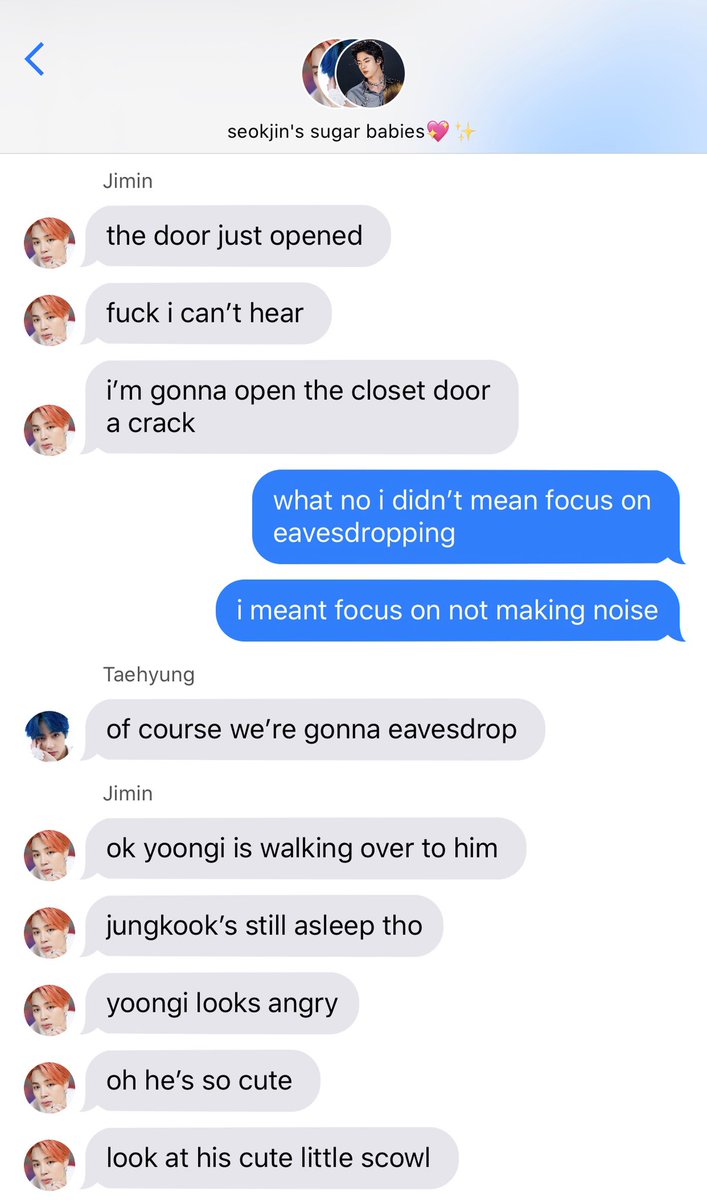 seokjin's sugar babies💖✨
Jimin
the door just opened
fuck i can’t hear
i’m gonna open the closet door
a crack
what no i didn’t mean focus on
eavesdropping
i meant focus on not making noise
Taehyung
of course we’re gonna eavesdrop
Jimin
ok yoongi is walking over to him
jungkook’s still asleep tho
yoongi looks angry
oh he’s so cute
look at his cute little scowl